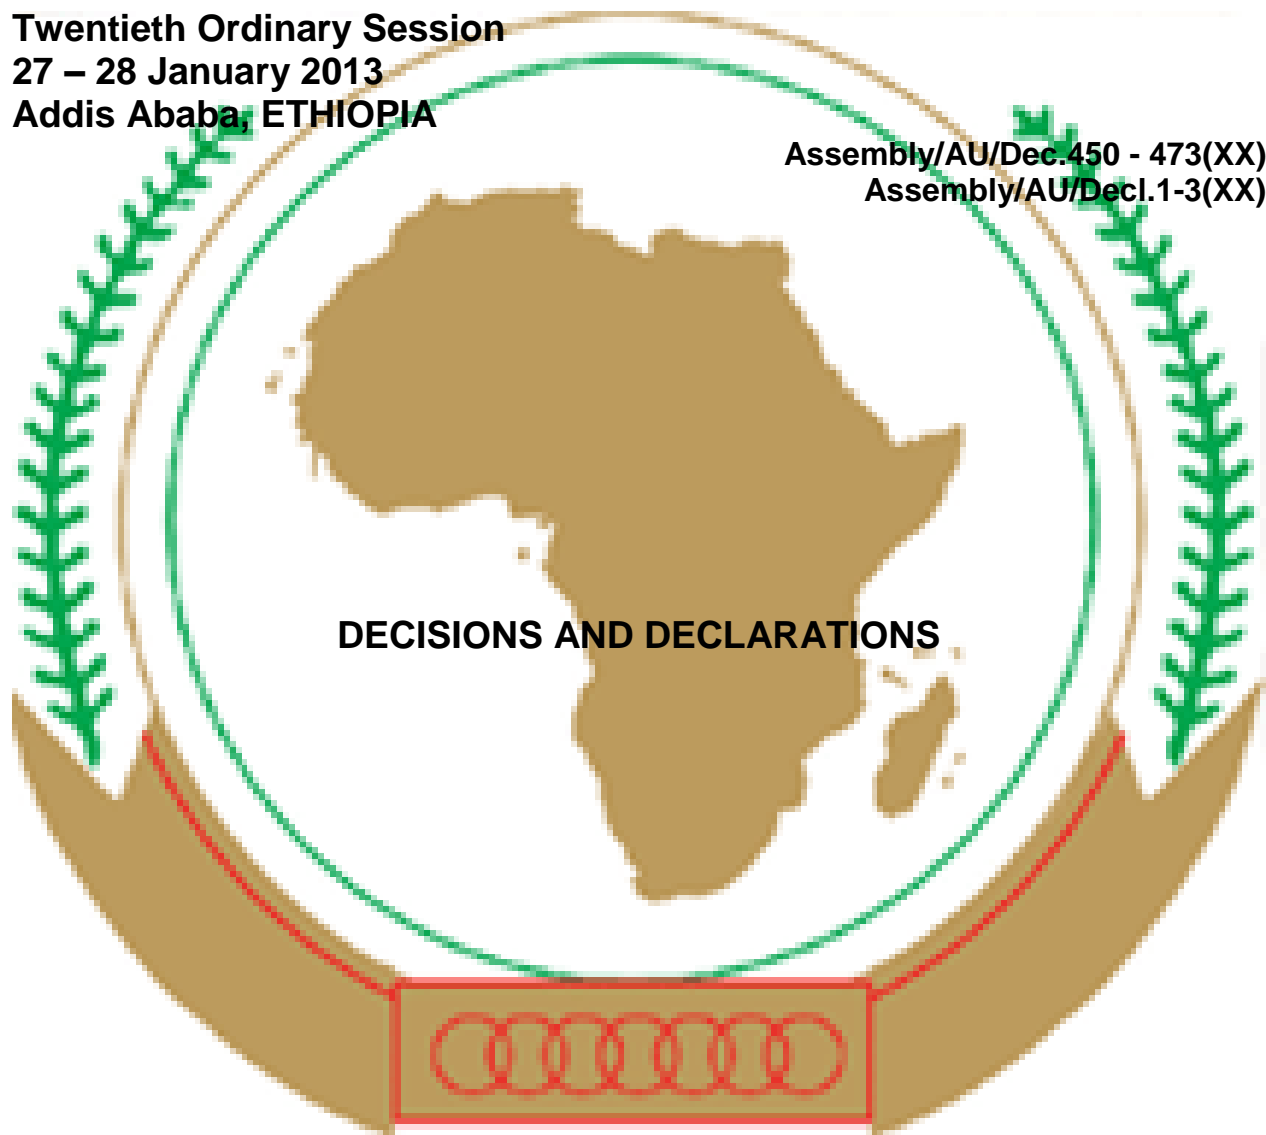 Twentieth Ordinary Session
27 – 28 January 2013
Addis Ababa, ETHIOPIA
Assembly/AU/Dec.450 - 473(XX)
Assembly/AU/Decl.1-3(XX)
DECISIONS AND DECLARATIONS